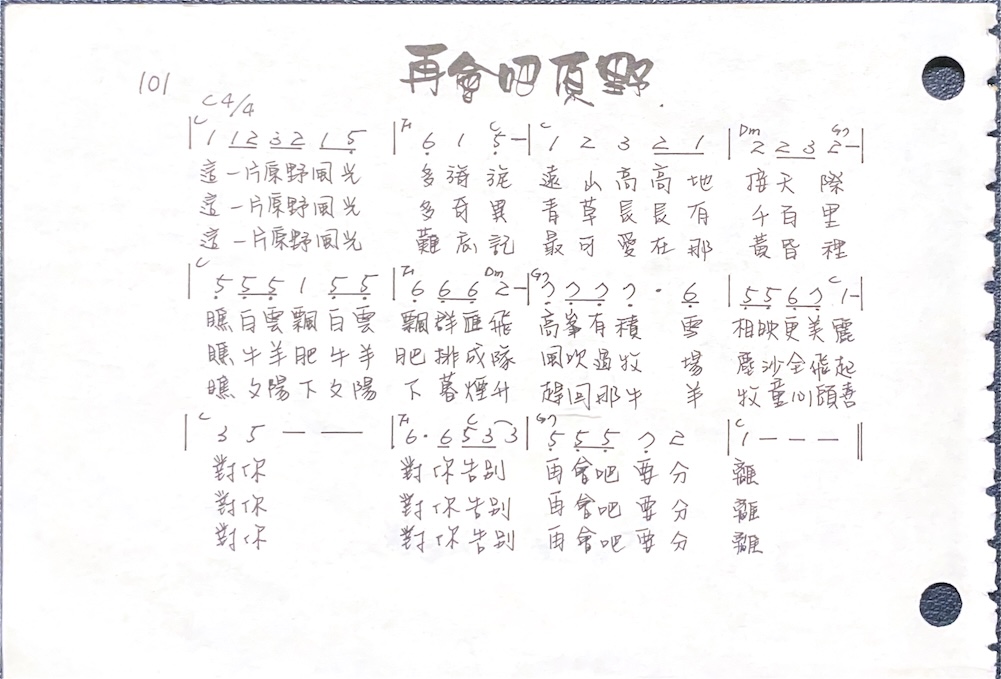 101
再會吧原野
C 4/4
|C 1 1 2 3 2 1 5 |F 6 1 C 5 - |C 1 2 3 2 1 |Dm 2 2 3 G7 2 - |
這一片原野風光 多旖旎 遠山高高地 接天際
這一片原野風光 多奇異 青草長長有 千百里
這一片原野風光 難忘記 最可愛在那 黃昏裡
|C 5 5 5 1 5 5 |F 6 6 6 Dm 2 - |G7 7 7 7 7 · 6 |5 5 6 7 C 1 - |
瞧白雲飄白雲 飄群雁飛 高峯有積 雪 相映更美麗
瞧牛羊肥牛羊 肥排成隊 風吹過牧 場 塵沙全飛起
瞧夕陽下夕陽 下暮煙升 趕回那牛 羊 牧童心頭喜
|C 3 5 — — |F 6 · 6 C 5 3 3 |G7 5 5 5 7 2 |C 1 - - - ||
對你 對你告別 再會吧要分 離
對你 對你告別 再會吧要分 離
對你 對你告別 再會吧要分 離